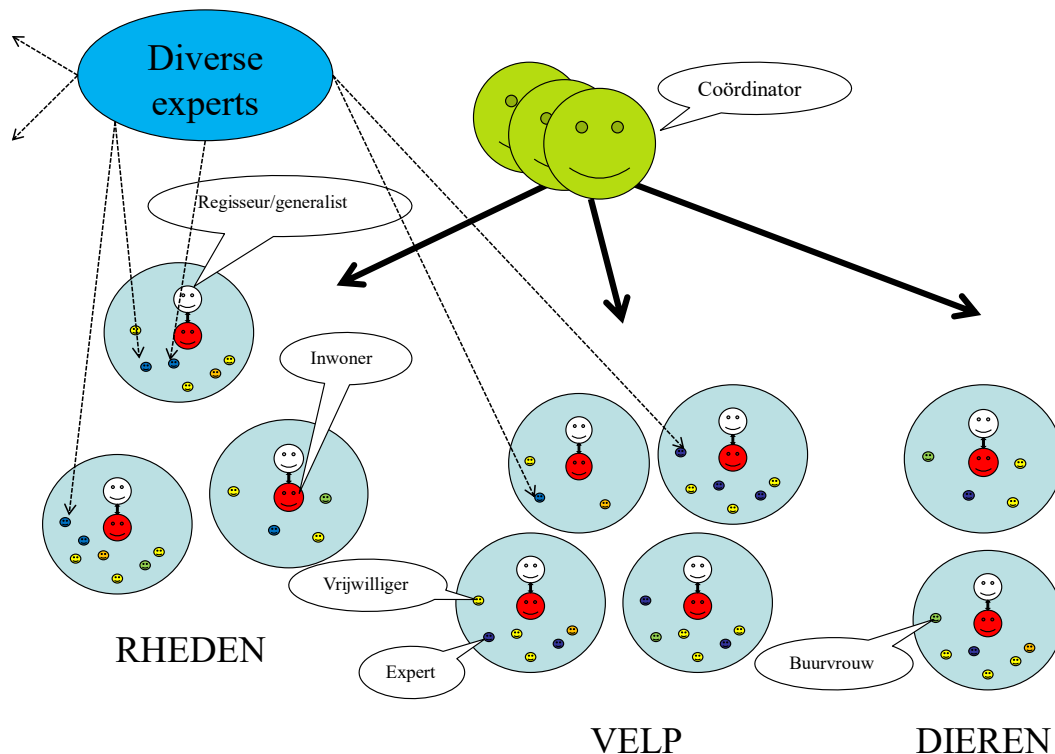 Diverse
experts
Coördinator
Regisseur/generalist
Inwoner
Vrijwilliger
Expert
Buurvrouw
RHEDEN
VELP
DIEREN